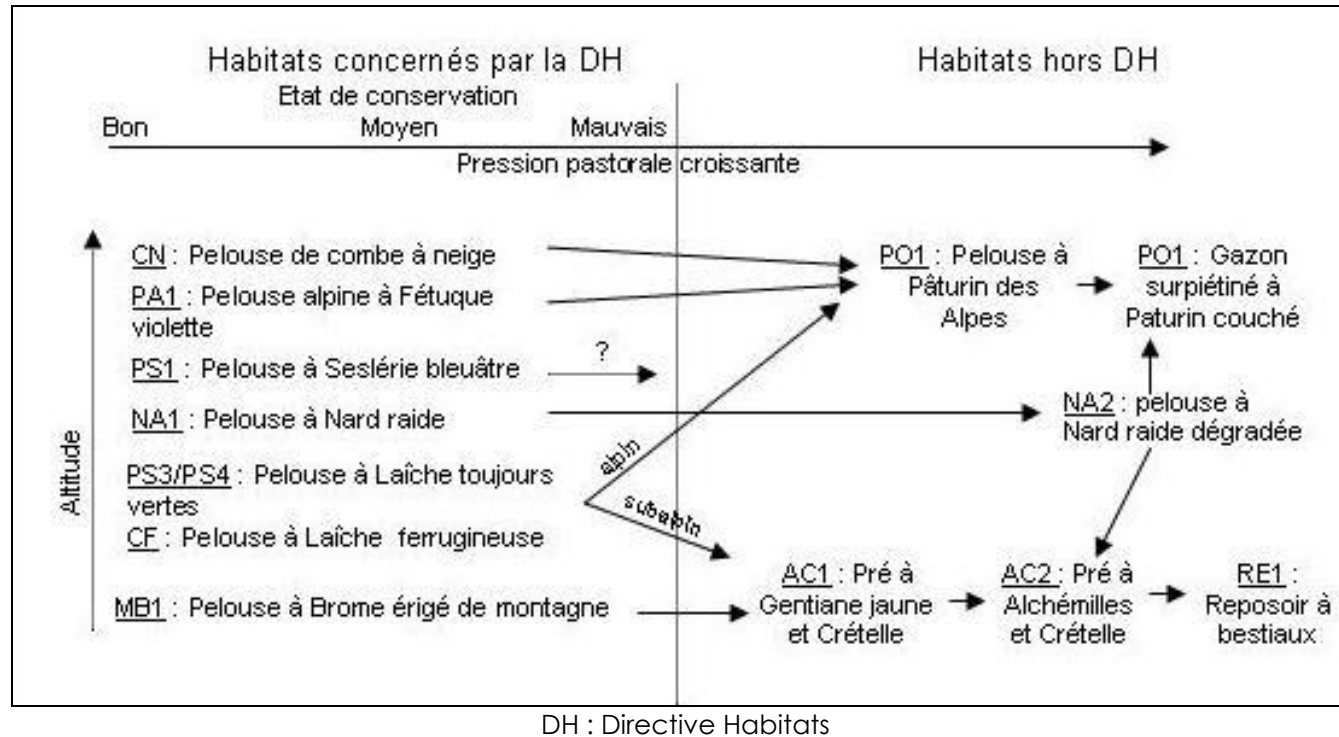 Habitats concernés par la DH
Habitats hors DH
Etat de conservation
Bon
Moyen
Mauvais
Pression pastorale croissante
Altitude
CN : Pelouse de combe à neige
PA1 : Pelouse alpine à Fétuque
violette
PS1 : Pelouse à Seslérie bleuâtre
?
NA1 : Pelouse à Nard raide
PS3/PS4 : Pelouse à Laîche toujours
vertes
CF : Pelouse à Laîche ferrugineuse
MB1 : Pelouse à Brome érigé de montagne
alpin
subalpin
PO1 : Pelouse à
Pâturin des
Alpes
PO1 : Gazon
surpiétiné à
Paturin couché
NA2 : pelouse à
Nard raide dégradée
AC1 : Pré à
Gentiane jaune
et Crételle
AC2 : Pré à
Alchémilles
et Crételle
RE1 :
Reposoir à
bestiaux
DH : Directive Habitats